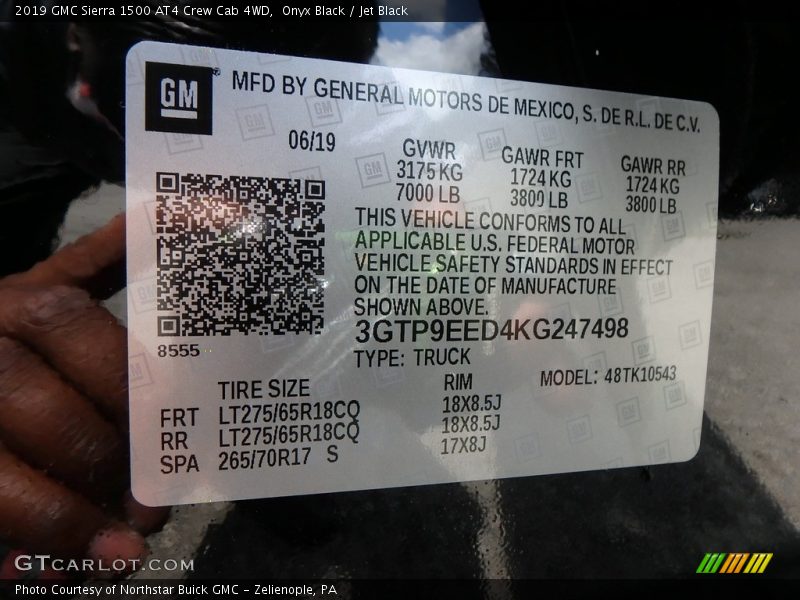 2019 GMC Sierra 1500 AT4 Crew Cab 4WD,  Onyx Black / Jet Black
GM
MFD BY GENERAL MOTORS DE MEXICO, S. DE R.L. DE C.V.
06/19
GVWR
3175 KG
7000 LB
GAWR FRT
1724 KG
3800 LB
GAWR RR
1724 KG
3800 LB
THIS VEHICLE CONFORMS TO ALL
APPLICABLE U.S. FEDERAL MOTOR
VEHICLE SAFETY STANDARDS IN EFFECT
ON THE DATE OF MANUFACTURE
SHOWN ABOVE.
8555
3GTP9EED4KG247498
TYPE: TRUCK
MODEL: 48TK10543
TIRE SIZE RIM
FRT LT275/65R18CQ 18X8.5J
RR LT275/65R18CQ 18X8.5J
SPA 265/70R17 S 17X8J
GTCARLOT.COM
Photo Courtesy of Northstar Buick GMC - Zelienople, PA